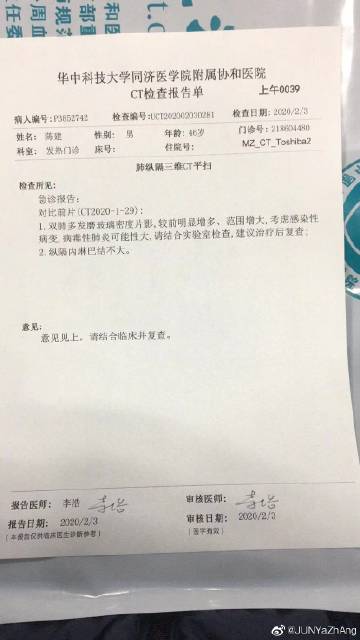 华中科技大学同济医学院附属协和医院
CT检查报告单
上午0039
病人编号:P3652742 检查编号:UCT202002030281 检查日期:2020/2/3
姓名: 陈建 性别: 男 年龄:46岁 门诊号:218604480
科室: 发热门诊 床号: 住院号: MZ_CT_Toshiba2
肺纵隔三维CT平扫
检查所见:
急诊报告:
对比前片(CT2020-1-29):
1.双肺多发磨玻璃密度片影,较前明显增多、范围增大,考虑感染性
病变,病毒性肺炎可能性大,请结合实验室检查,建议治疗后复查;
2.纵隔内淋巴结不大。
意见:
意见见上。请结合临床并复查。
报告医师: 李浩 李浩 审核医师: 李浩
报告日期: 2020/2/3 审核日期: 2020/2/3
(本报告仅供临床医生诊断参考) (签字有效)
@JUNYaZhAng